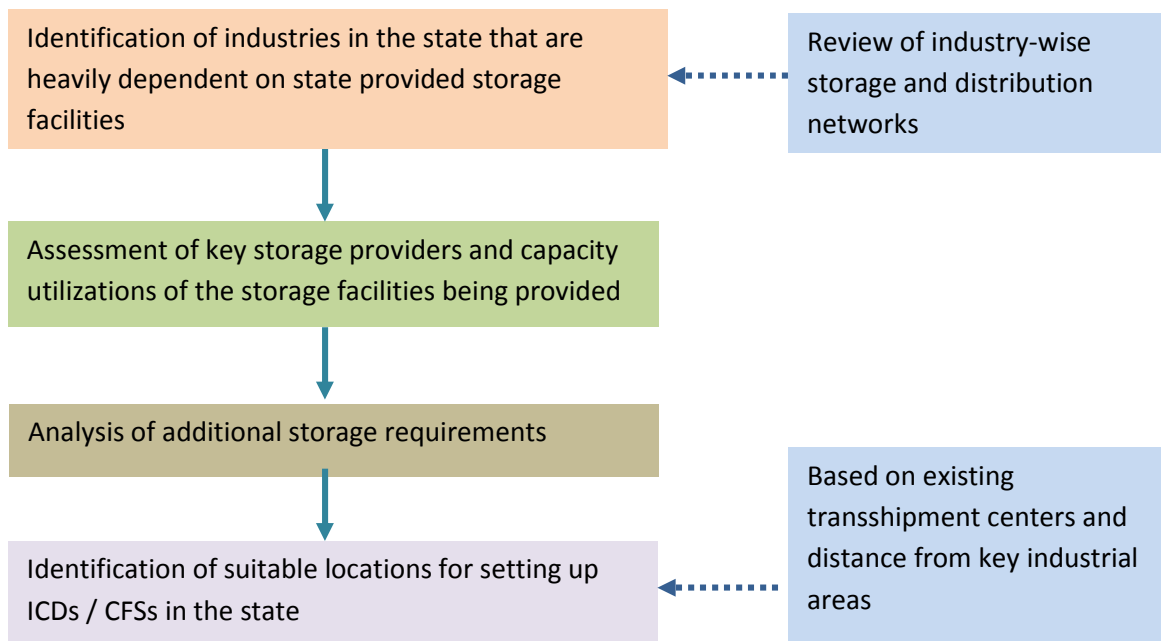 Identification of industries in the state that are
heavily dependent on state provided storage
facilities
Review of industry-wise
storage and distribution
networks
Assessment of key storage providers and capacity
utilizations of the storage facilities being provided
Analysis of additional storage requirements
Identification of suitable locations for setting up
ICDs / CFSs in the state
Based on existing
transshipment centers and
distance from key industrial
areas